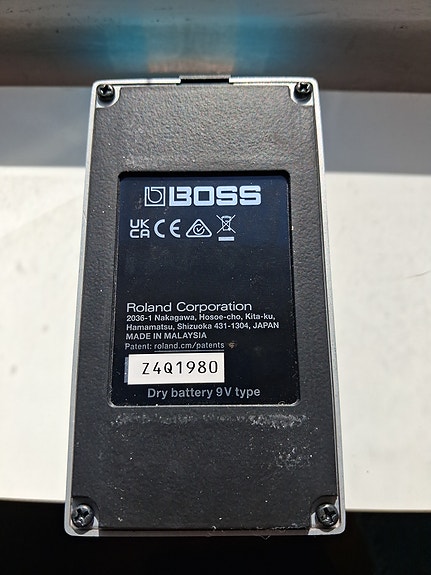 BOSS
UK
CA CE
Roland Corporation
2036-1 Nakagawa, Hosoe-cho, Kita-ku,
Hamamatsu, Shizuoka 431-1304, JAPAN
MADE IN MALAYSIA
Patent: roland.cm/patents
Z4Q1980
Dry battery 9V type